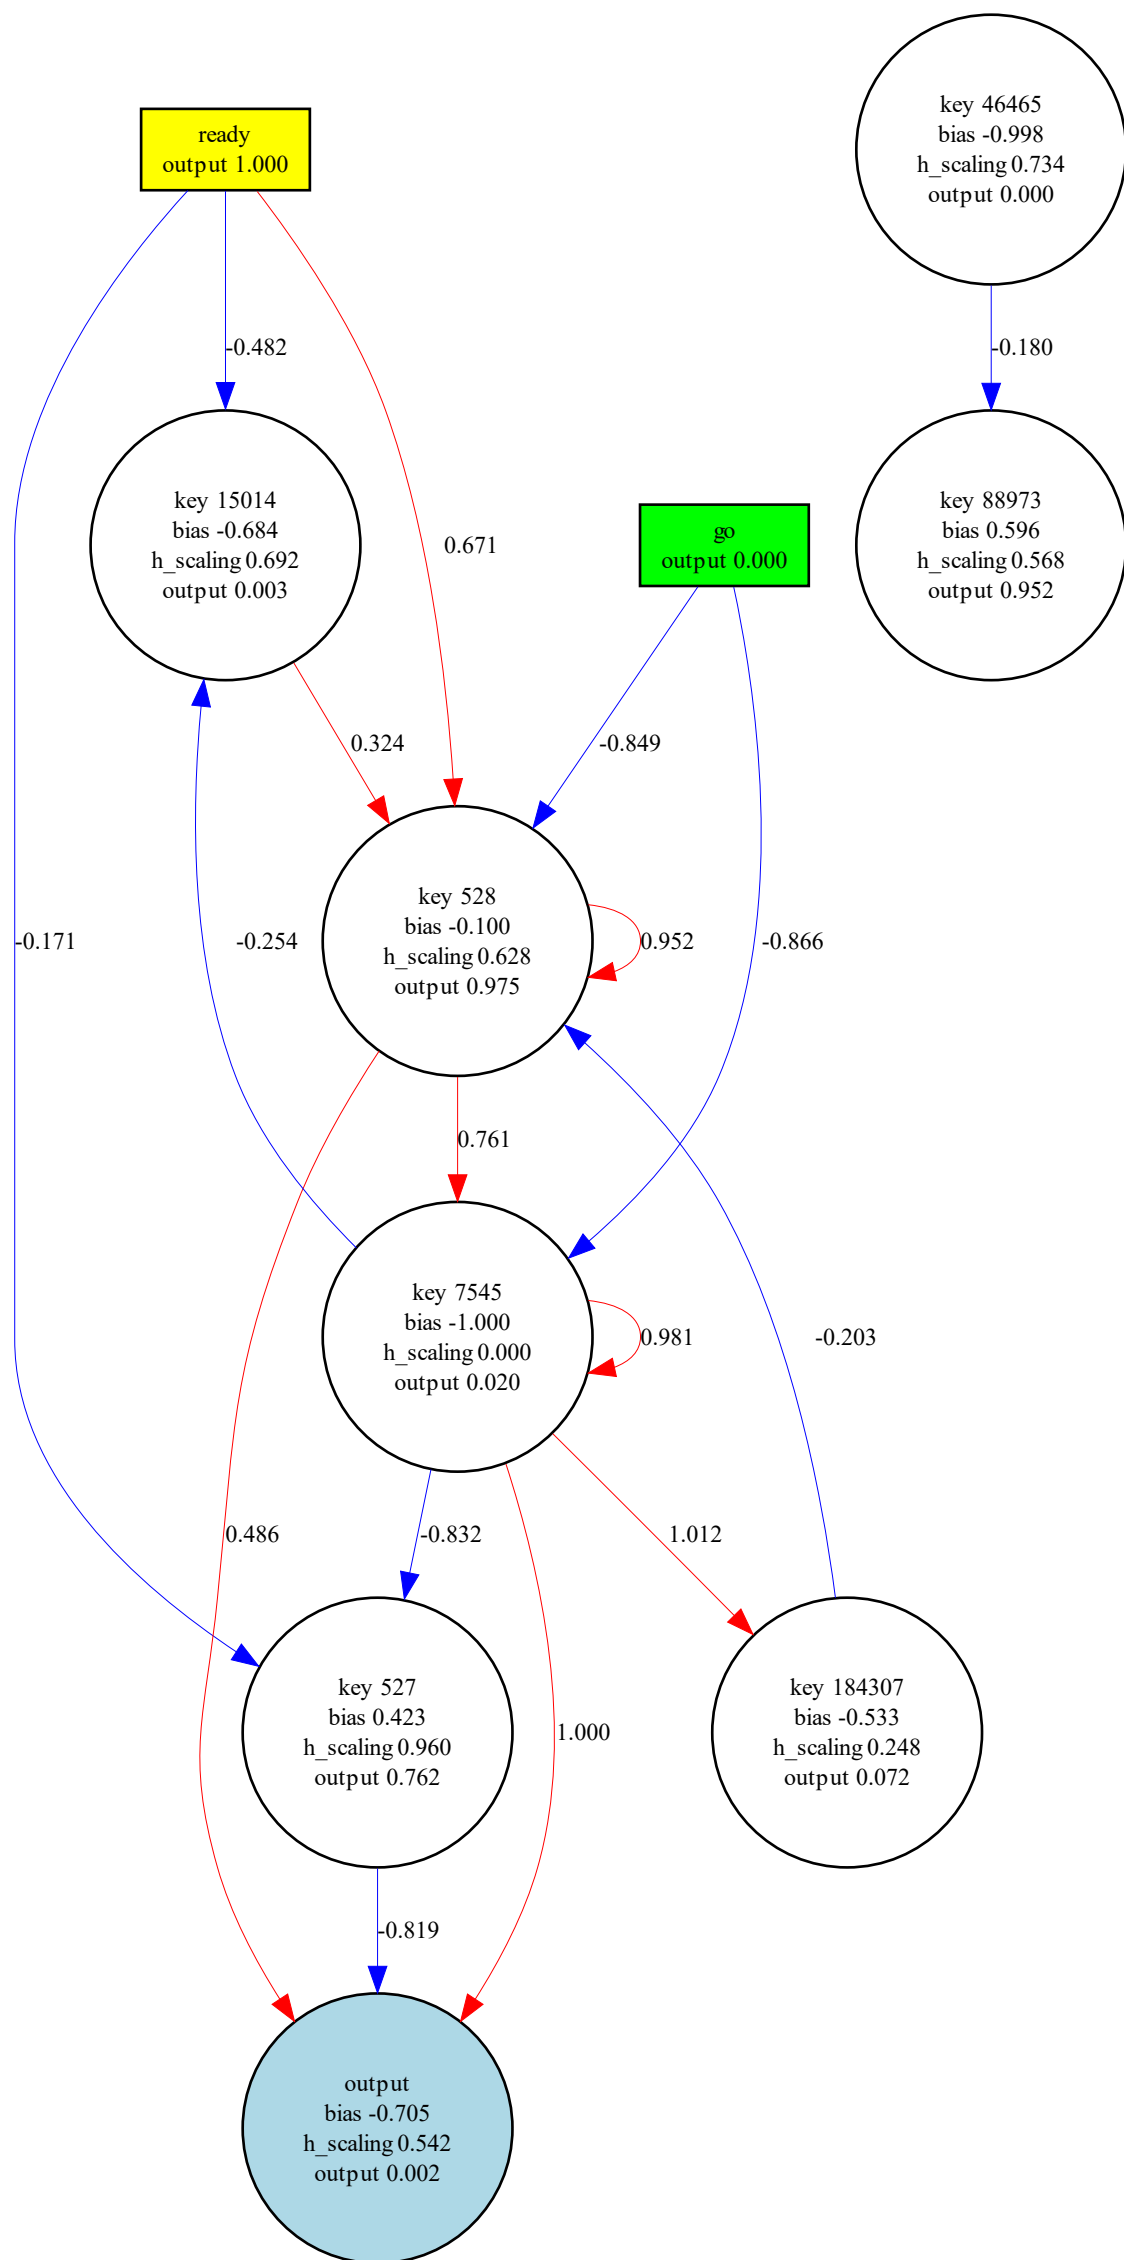 key 46465
bias -0.998
h_scaling 0.734
output 0.000
ready
output 1.000
-0.482
-0.180
key 15014
bias -0.684
h_scaling 0.692
output 0.003
0.671
go
output 0.000
key 88973
bias 0.596
h_scaling 0.568
output 0.952
0.324
-0.849
-0.171
-0.254
key 528
bias -0.100
h_scaling 0.628
output 0.975
0.952
-0.866
0.761
key 7545
bias -1.000
h_scaling 0.000
output 0.020
0.981
-0.203
0.486
-0.832
1.012
key 527
bias 0.423
h_scaling 0.960
output 0.762
1.000
key 184307
bias -0.533
h_scaling 0.248
output 0.072
-0.819
output
bias -0.705
h_scaling 0.542
output 0.002